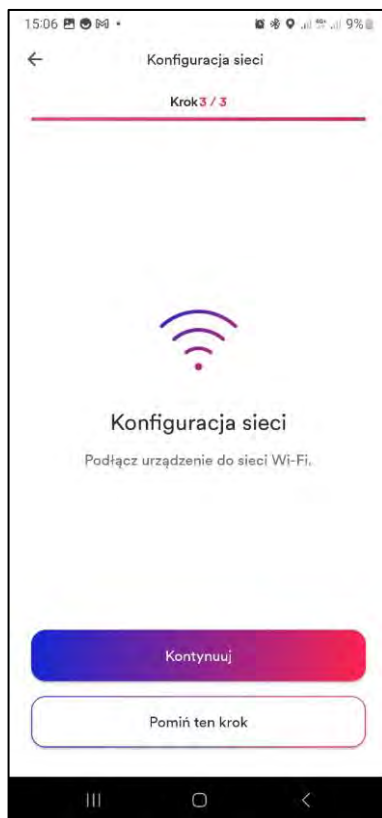 15:06 9%
Konfiguracja sieci
Krok 3 / 3
Konfiguracja sieci
Podłącz urządzenie do sieci Wi-Fi.
Kontynuuj
Pomiń ten krok